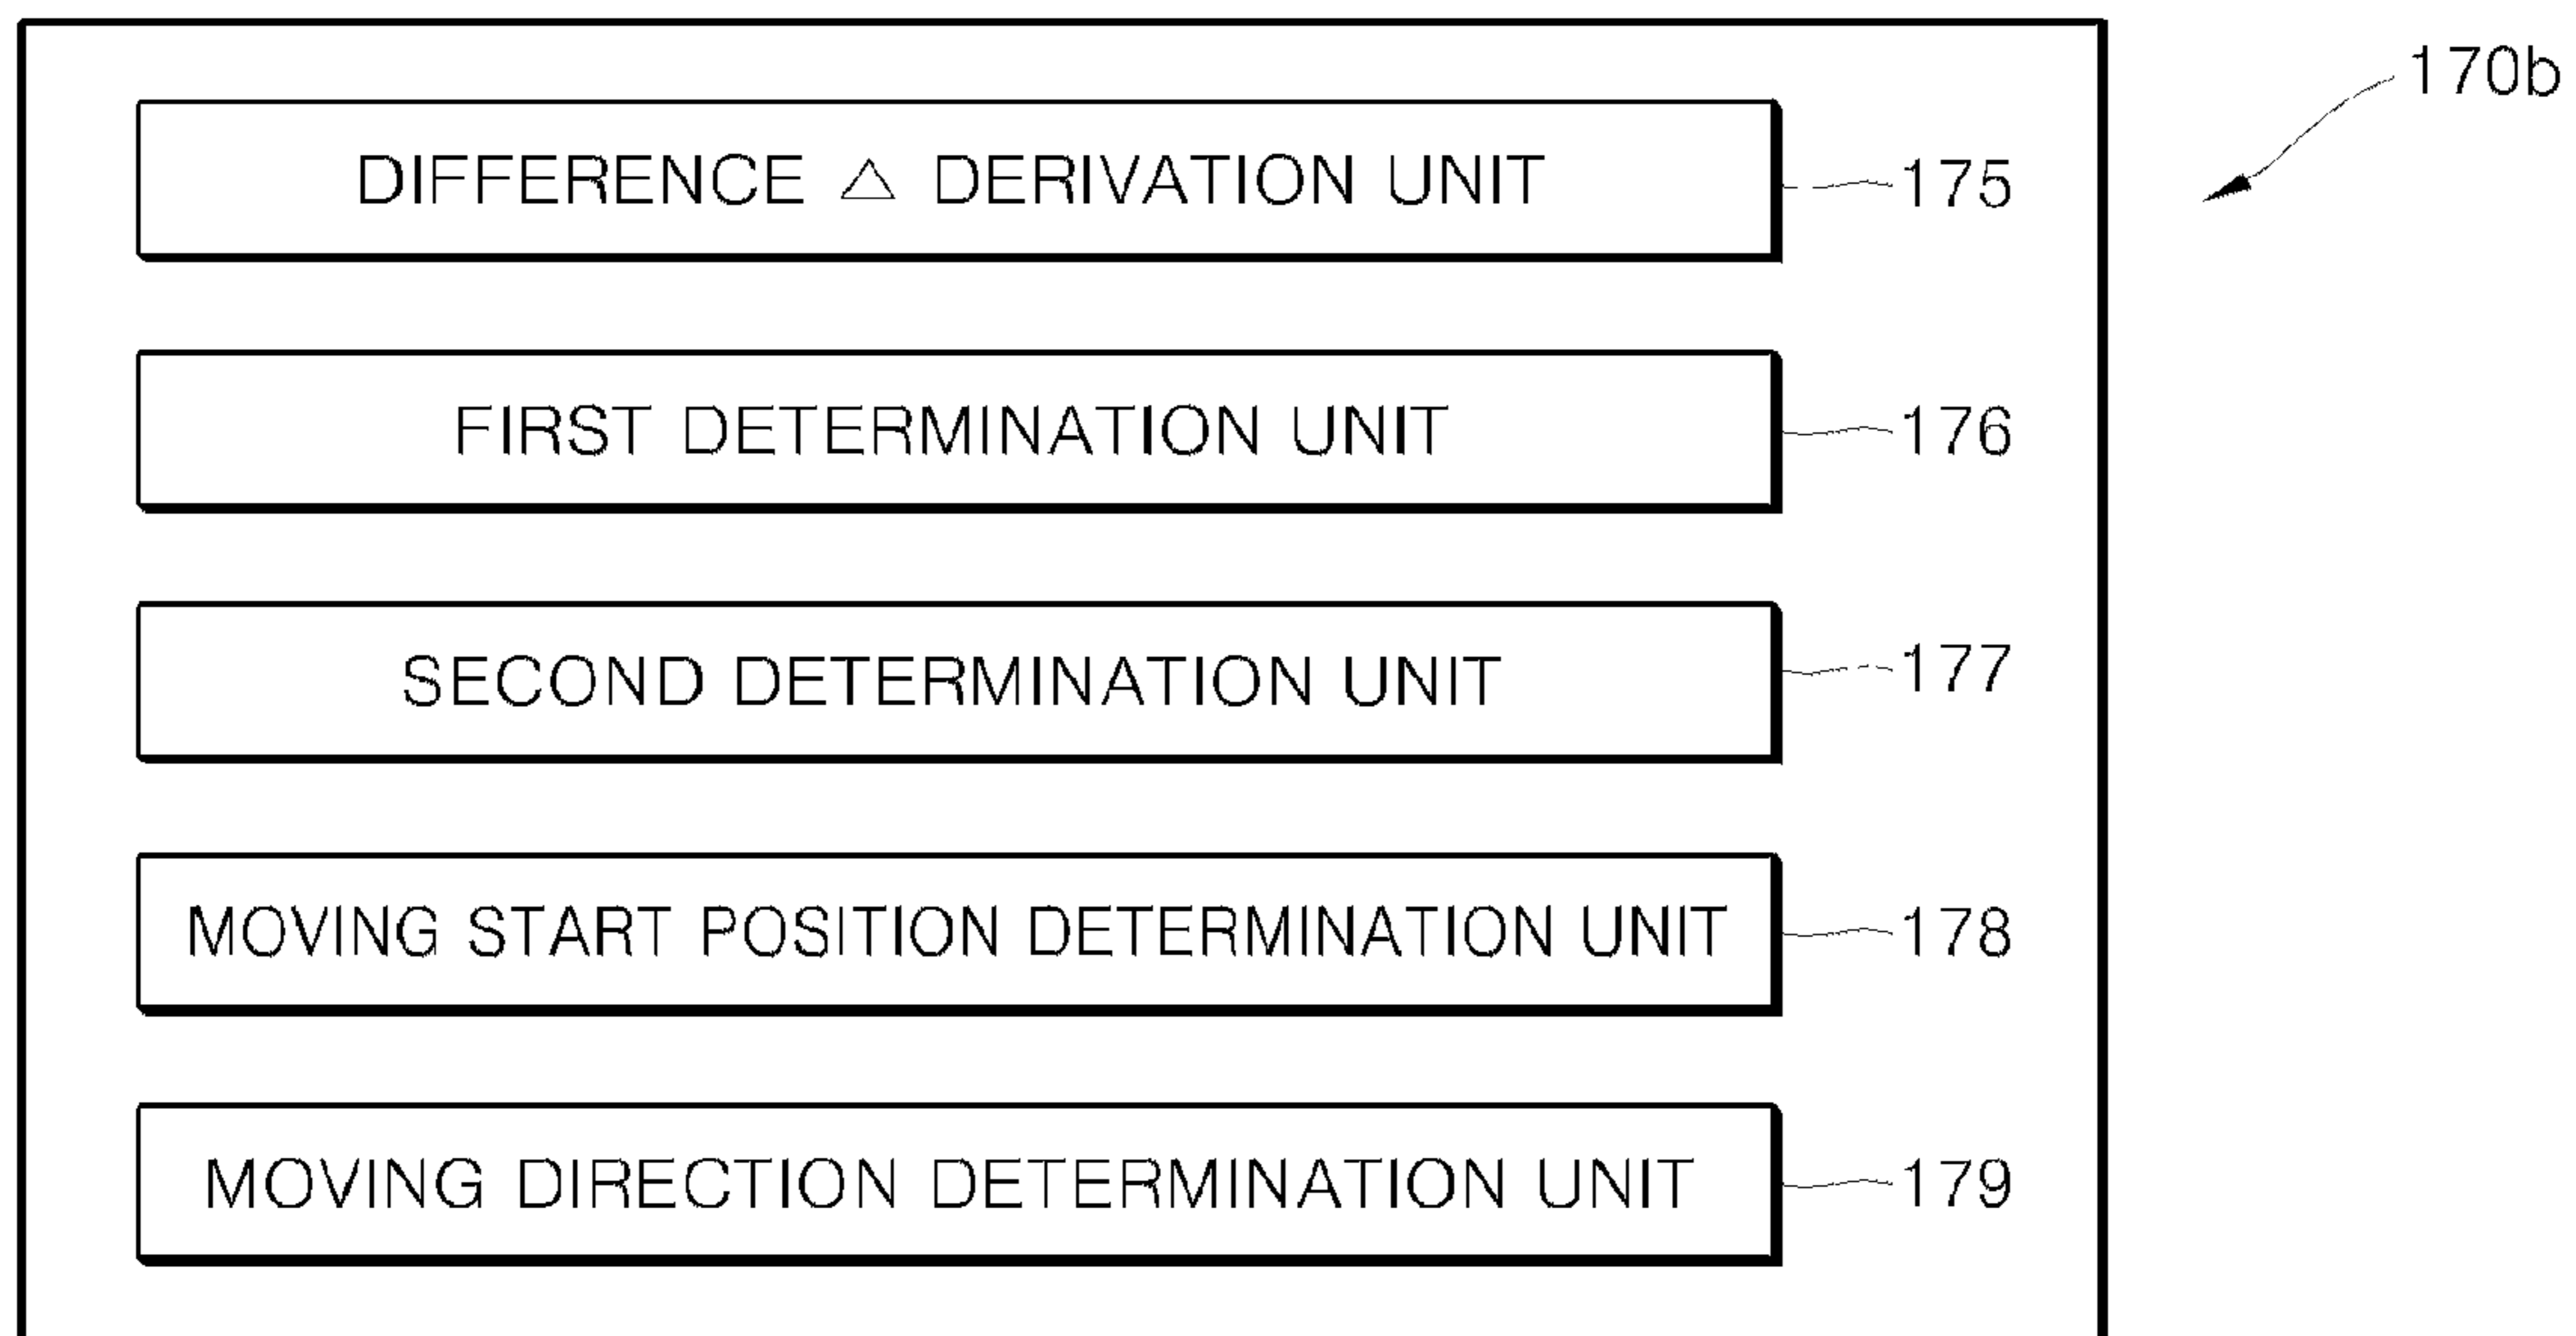 170b
DIFFERENCE △ DERIVATION UNIT 175
FIRST DETERMINATION UNIT 176
SECOND DETERMINATION UNIT 177
MOVING START POSITION DETERMINATION UNIT 178
MOVING DIRECTION DETERMINATION UNIT 179